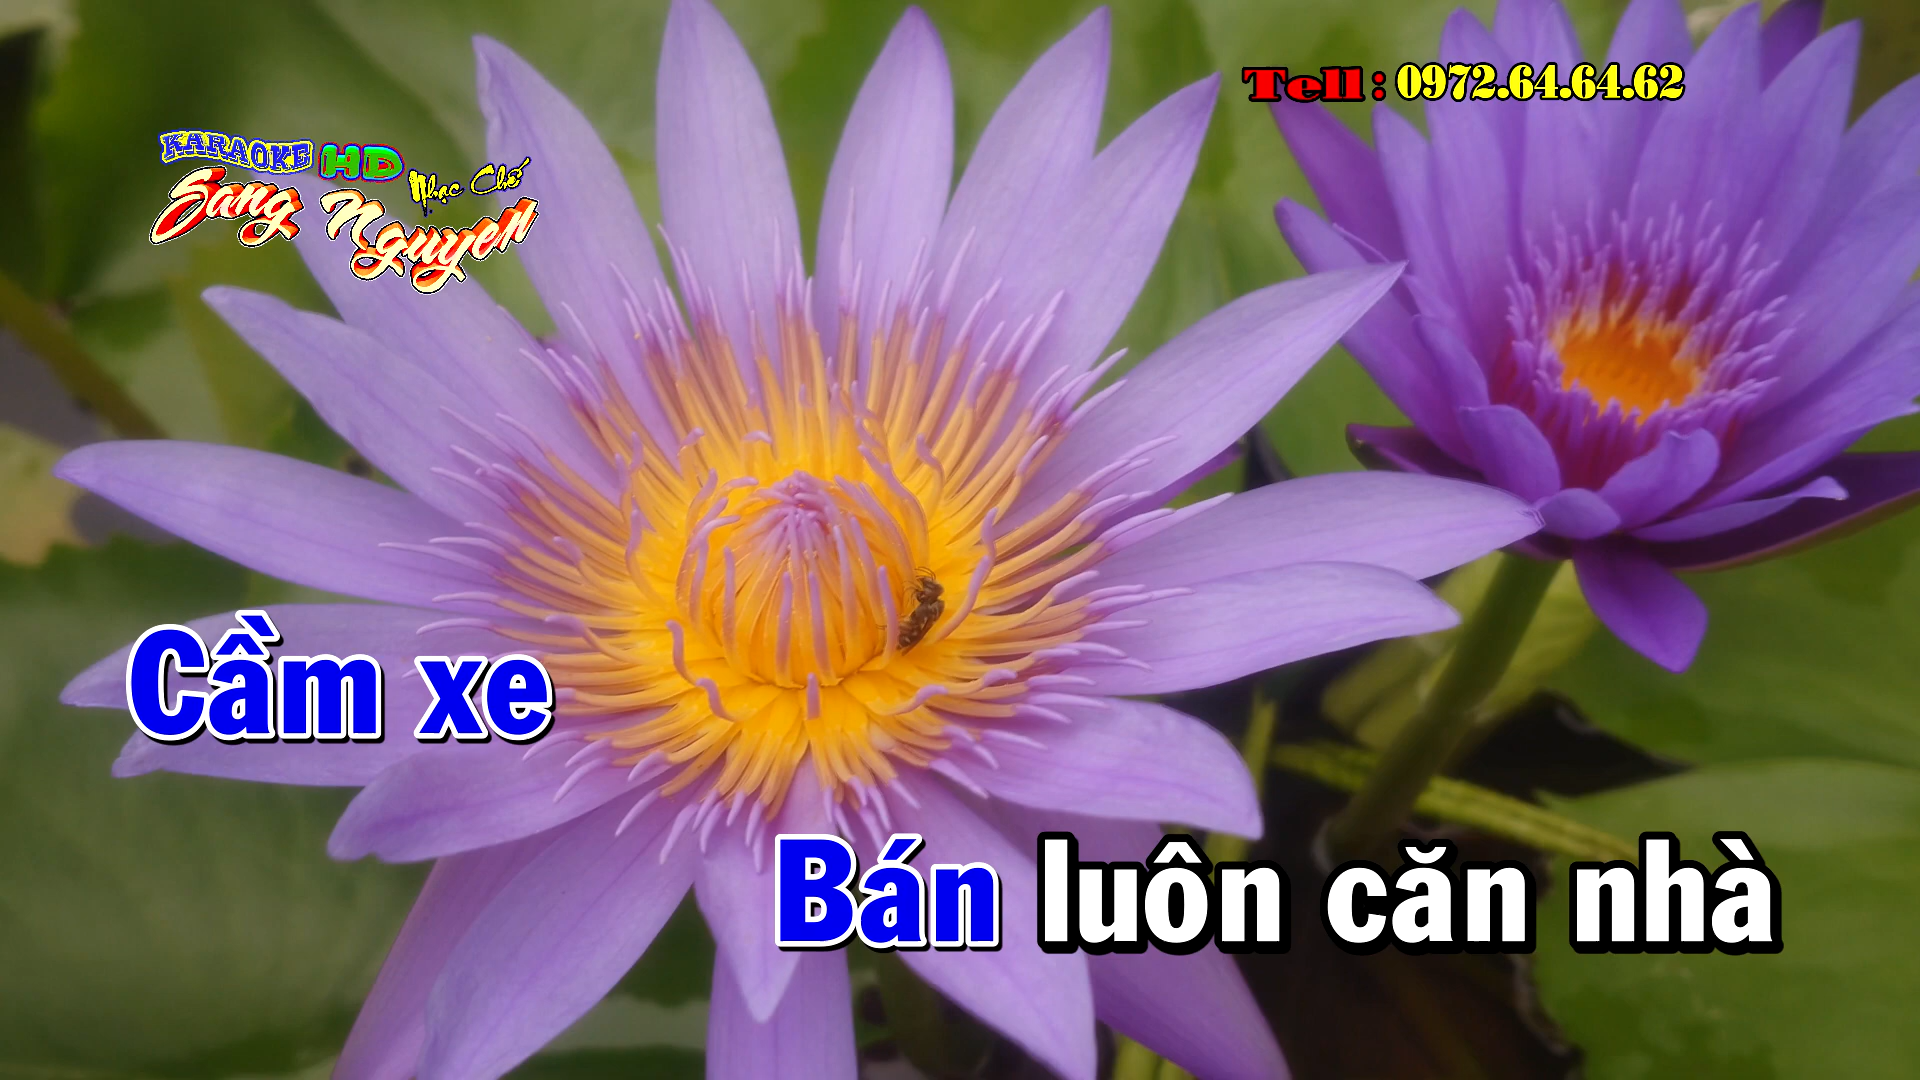 Tell : 0972.64.64.62
KARAOKE HD Nhạc Chế
Sang Nguyen
Cầm xe
Bán luôn căn nhà